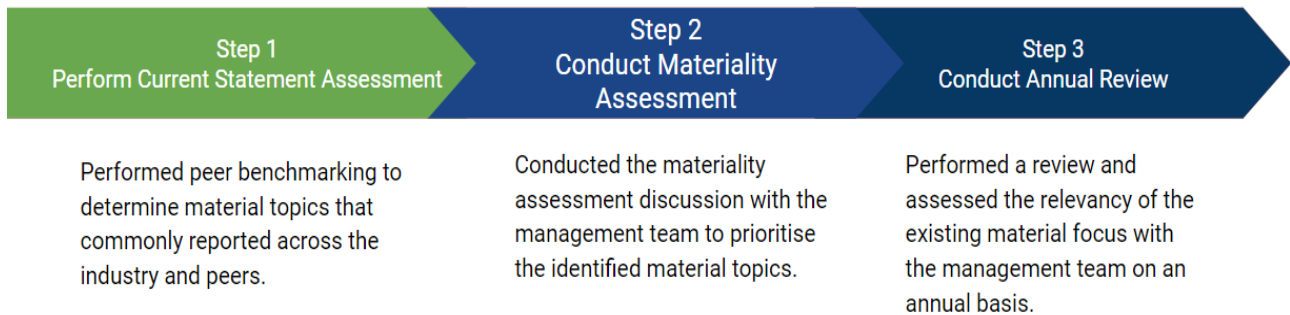 Step 1
Perform Current Statement Assessment
Step 2
Conduct Materiality
Assessment
Step 3
Conduct Annual Review
Performed peer benchmarking to
determine material topics that
commonly reported across the
industry and peers.
Conducted the materiality
assessment discussion with the
management team to prioritise
the identified material topics.
Performed a review and
assessed the relevancy of the
existing material focus with
the management team on an
annual basis.